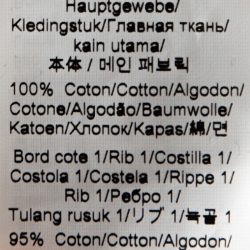 Hauptgewebe/
Kledingstuk/Главная ткань/
kain utama/
本体 / 메인 패브릭
100% Coton/Cotton/Algodon/
Cotone/Algodão/Baumwolle/
Katoen/Хлопок/Kapas/綿/면
Bord cote 1/Rib 1/Costilla 1/
Costola 1/Costela 1/Rippe 1/
Rib 1/Ребро 1/
Tulang rusuk 1/リブ 1/늑골 1
95% Coton/Cotton/Algodon/